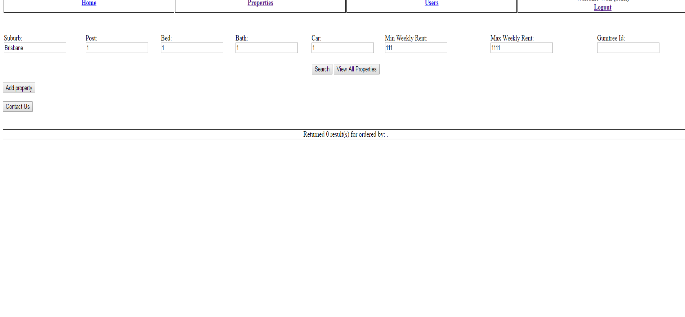 Home Properties Users
Logout
Suburb: Post: Bed: Bath: Car: Min Weekly Rent: Max Weekly Rent: Gumtree Id:
Brisbane 1 1 1 1 111 1111
Search View All Properties
Add property
Contact Us
Returned 0 result(s) for ordered by: .